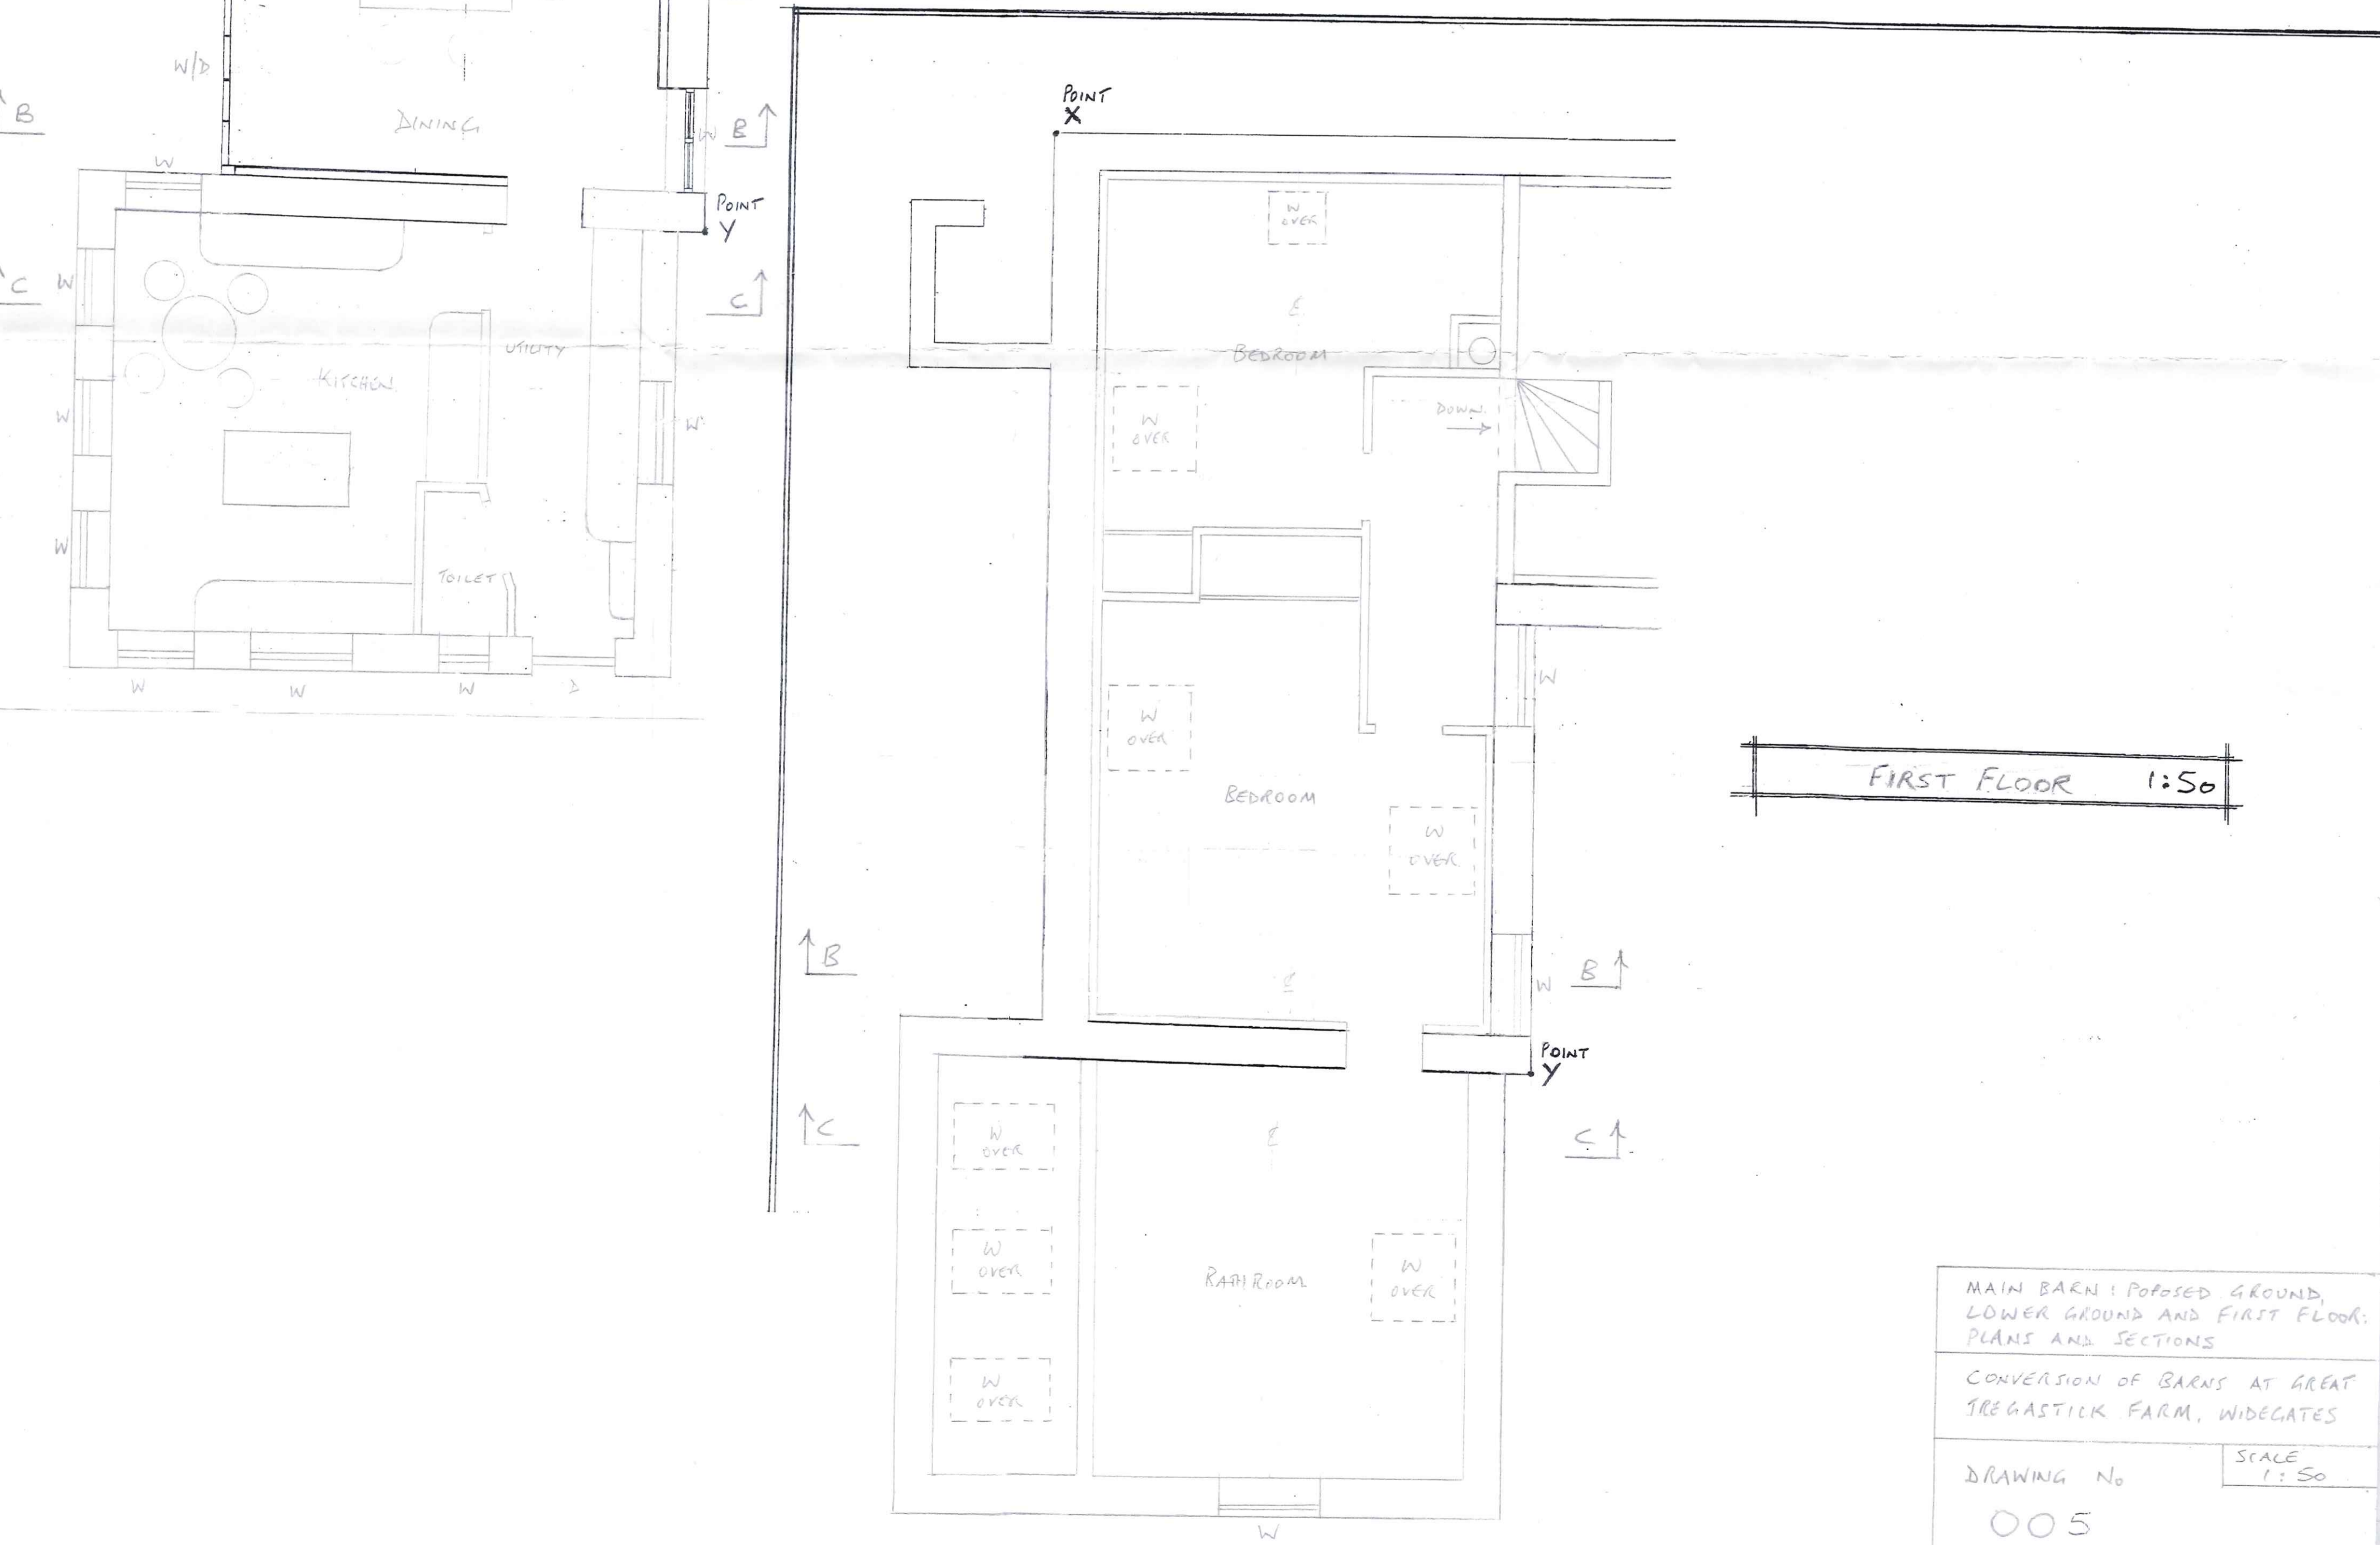 W/D
B
DINING
W
B
W
POINT
Y
C
W
C
UTILITY
KITCHEN
W
W
W
TOILET
W
W
W
D
POINT
X
W
OVER
BEDROOM
W
OVER
DOWN
W
W
OVER
BEDROOM
W
OVER
B
B
W
POINT
Y
C
C
W
OVER
W
OVER
BATHROOM
W
OVER
W
OVER
W
FIRST FLOOR 1:50
MAIN BARN : POPOSED GROUND,
LOWER GROUND AND FIRST FLOOR:
PLANS AND SECTIONS
CONVERSION OF BARNS AT GREAT
TREGASTICK FARM, WIDEGATES
DRAWING No
SCALE
1:50
005